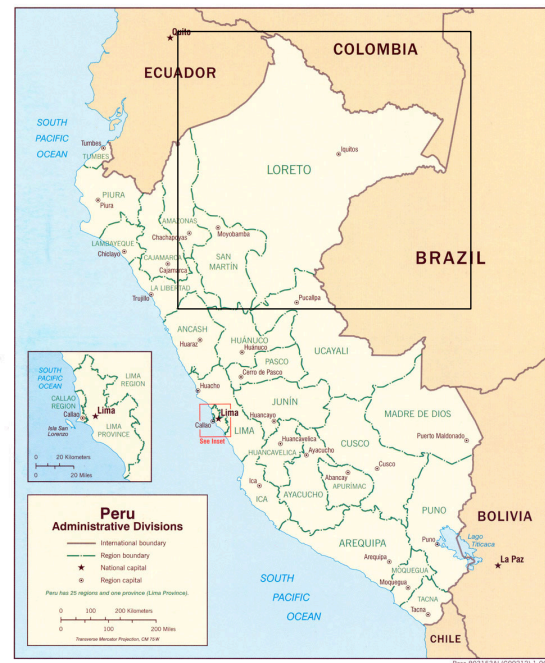 Quito
COLOMBIA
ECUADOR
SOUTH
PACIFIC
OCEAN
Tumbes
TUMBES
Iquitos
LORETO
PIURA
Piura
AMAZONAS
Chachapoyas
Moyobamba
LAMBAYEQUE
Chiclayo
CAJAMARCA
Cajamarca
SAN
MARTÍN
BRAZIL
LA LIBERTAD
Trujillo
Pucallpa
ANCASH
Huaraz
HUÁNUCO
Huánuco
UCAYALI
PASCO
Cerro de Pasco
Huacho
JUNÍN
MADRE DE DIOS
Lima
Callao
LIMA
Huancayo
See Inset
Puerto Maldonado
CUSCO
Huancavelica
HUANCAVELICA
Ayacucho
Cusco
Abancay
APURÍMAC
Ica
ICA
AYACUCHO
PUNO
BOLIVIA
AREQUIPA
Puno
Lago
Titicaca
La Paz
Arequipa
MOQUEGUA
Moquegua
TACNA
Tacna
SOUTH
PACIFIC
OCEAN
CHILE
SOUTH
PACIFIC
OCEAN
LIMA
REGION
CALLAO
REGION
Callao
Lima
Isla San
Lorenzo
LIMA
PROVINCE
0 20 Kilometers
0 20 Miles
Peru
Administrative Divisions
International boundary
Region boundary
National capital
Region capital
Peru has 25 regions and one province (Lima Province).
0 100 200 Kilometers
0 100 200 Miles
Transverse Mercator Projection, CM 75W